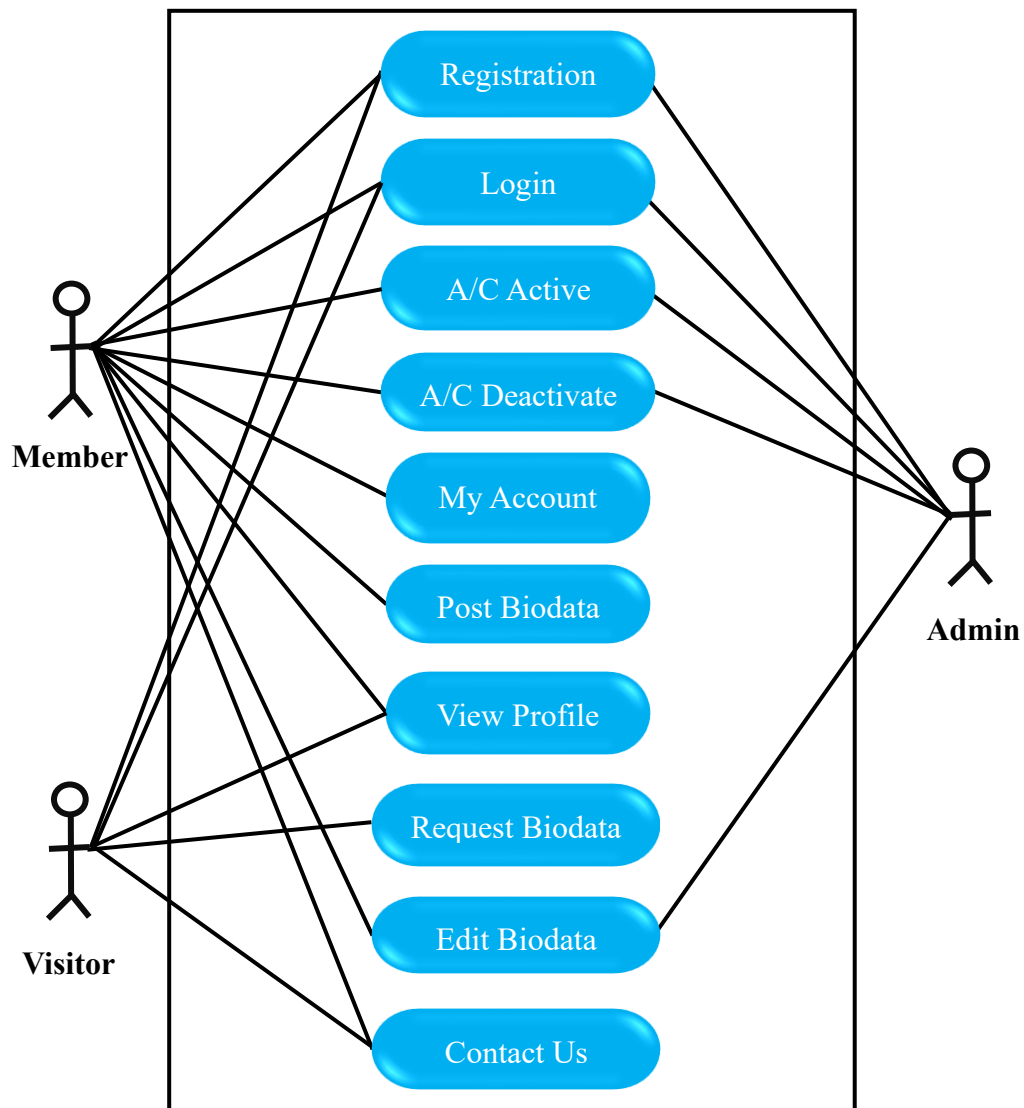 Registration
Login
A/C Active
A/C Deactivate
Member
My Account
Post Biodata
Admin
View Profile
Request Biodata
Edit Biodata
Visitor
Contact Us